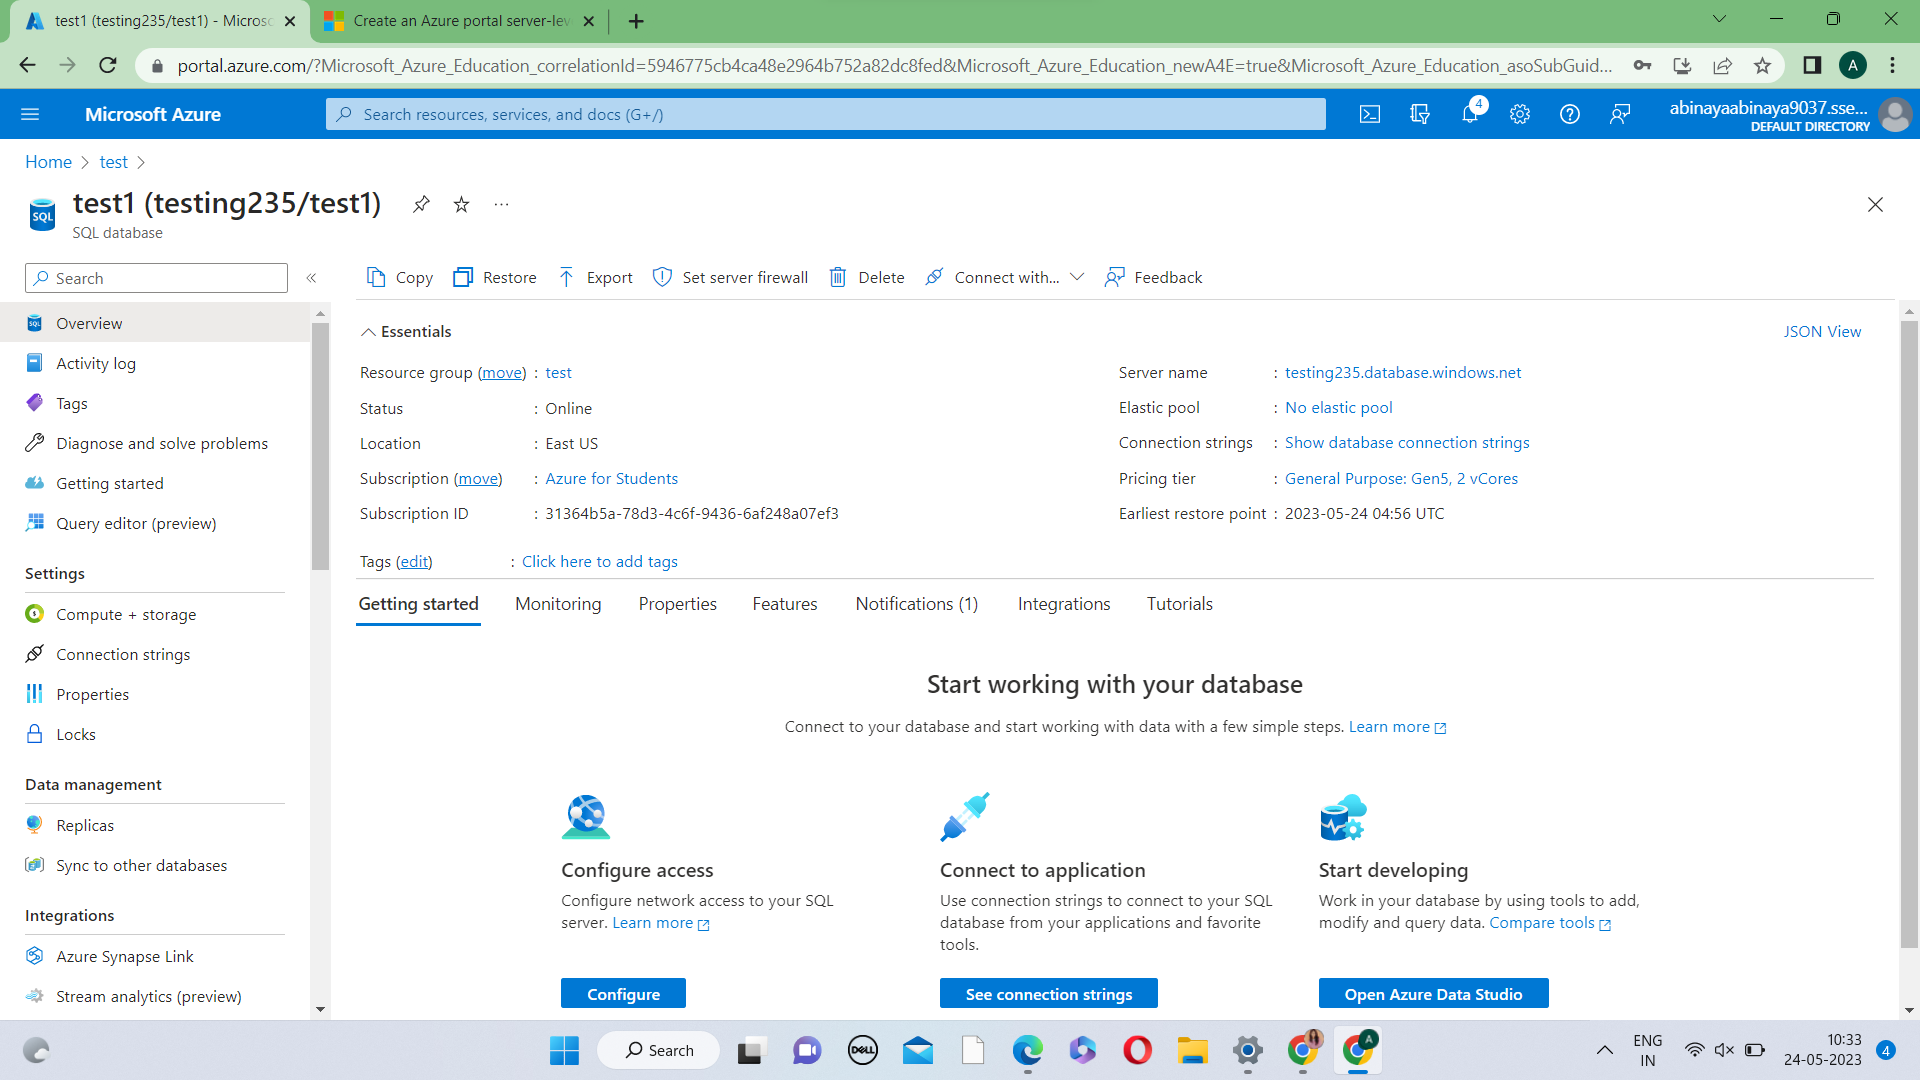 test1 (testing235/test1) - Microso
Create an Azure portal server-lev
portal.azure.com/?Microsoft_Azure_Education_correlationId=5946775cb4ca48e2964b752a82dc8fed&Microsoft_Azure_Education_newA4E=true&Microsoft_Azure_Education_asoSubGuid...
A
Microsoft Azure
Search resources, services, and docs (G+/)
4
abinayaabinaya9037.sse...
DEFAULT DIRECTORY
Home > test >
SQL
test1 (testing235/test1)
...
SQL database
Search
«
Copy
Restore
Export
Set server firewall
Delete
Connect with...
Feedback
Overview
Activity log
Tags
Diagnose and solve problems
Getting started
Query editor (preview)
Settings
Compute + storage
Connection strings
Properties
Locks
Data management
Replicas
Sync to other databases
Integrations
Azure Synapse Link
Stream analytics (preview)
Essentials
JSON View
Resource group (move) : test
Status : Online
Location : East US
Subscription (move) : Azure for Students
Subscription ID : 31364b5a-78d3-4c6f-9436-6af248a07ef3
Server name : testing235.database.windows.net
Elastic pool : No elastic pool
Connection strings : Show database connection strings
Pricing tier : General Purpose: Gen5, 2 vCores
Earliest restore point : 2023-05-24 04:56 UTC
Tags (edit) : Click here to add tags
Getting started
Monitoring
Properties
Features
Notifications (1)
Integrations
Tutorials
Start working with your database
Connect to your database and start working with data with a few simple steps. Learn more
Configure access
Configure network access to your SQL
server. Learn more
Configure
Connect to application
Use connection strings to connect to your SQL
database from your applications and favorite
tools.
See connection strings
Start developing
Work in your database by using tools to add,
modify and query data. Compare tools
Open Azure Data Studio
Search
DELL
A
ENG
IN
10:33
24-05-2023
4